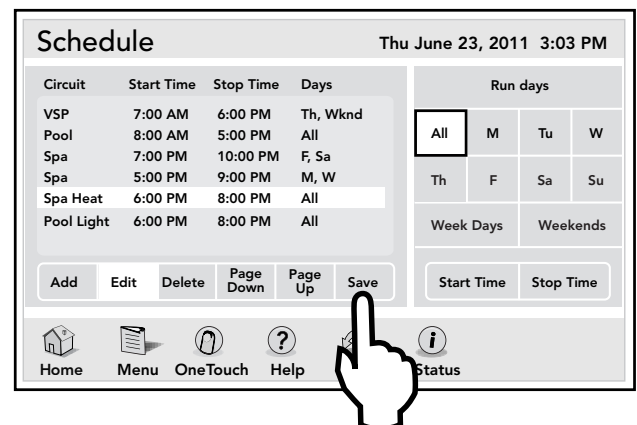 Schedule
Thu June 23, 2011 3:03 PM
Circuit Start Time Stop Time Days
VSP 7:00 AM 6:00 PM Th, Wknd
Pool 8:00 AM 5:00 PM All
Spa 7:00 PM 10:00 PM F, Sa
Spa 5:00 PM 9:00 PM M, W
Spa Heat 6:00 PM 8:00 PM All
Pool Light 6:00 PM 8:00 PM All
Add Edit Delete Page Down Page Up Save
Run days
All M Tu W
Th F Sa Su
Week Days Weekends
Start Time Stop Time
Home Menu OneTouch Help Status